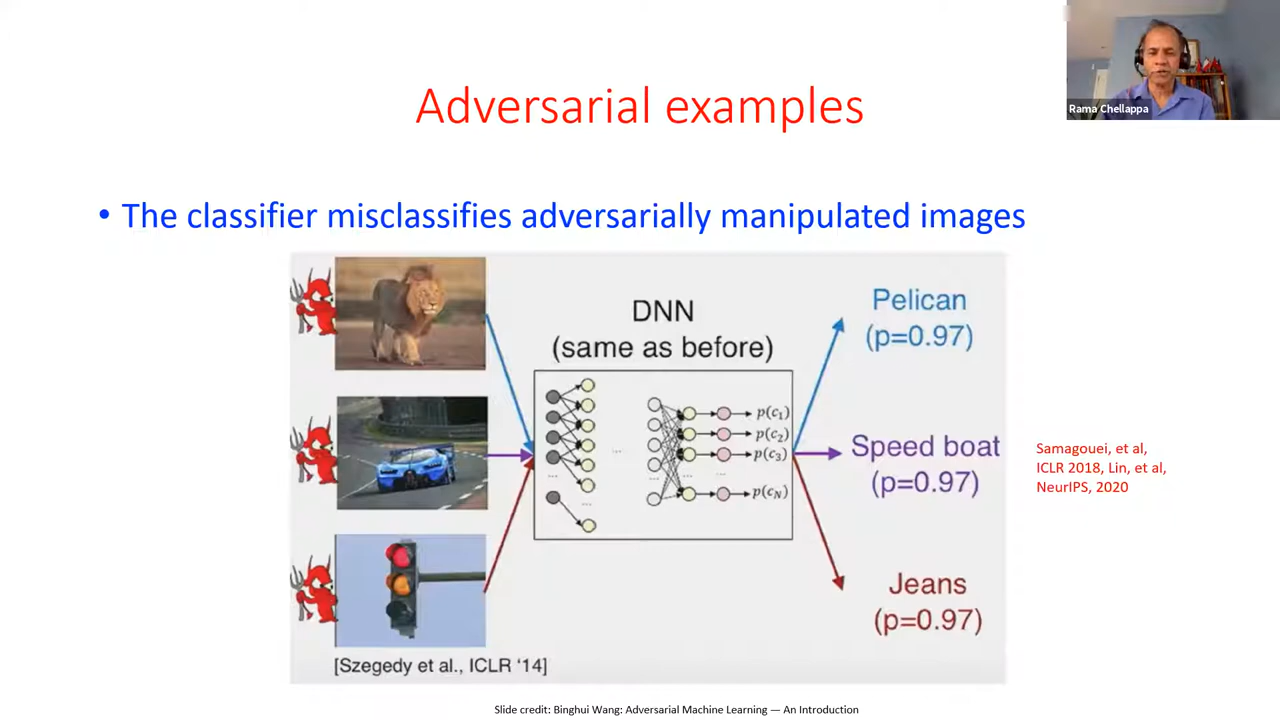 Rama Chellappa
Adversarial examples
• The classifier misclassifies adversarially manipulated images
DNN
(same as before)
p(c₁)
p(c₂)
p(c₃)
...
p(c_N)
Pelican
(p=0.97)
Speed boat
(p=0.97)
Jeans
(p=0.97)
[Szegedy et al., ICLR ‘14]
Samagouei, et al,
ICLR 2018, Lin, et al,
NeurIPS, 2020
Slide credit: Binghui Wang: Adversarial Machine Learning — An Introduction